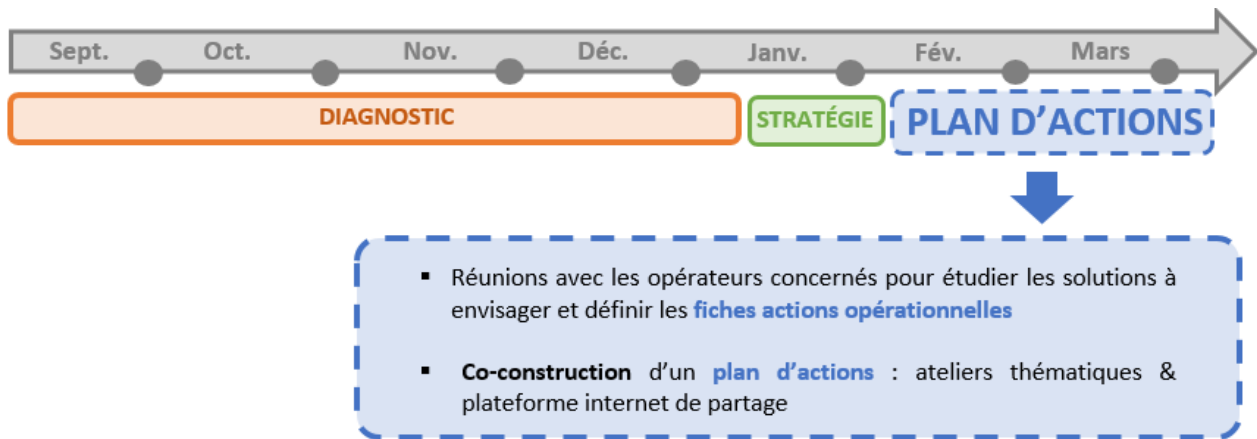 Sept. Oct. Nov. Déc. Janv. Fév. Mars
DIAGNOSTIC STRATÉGIE PLAN D’ACTIONS
▪ Réunions avec les opérateurs concernés pour étudier les solutions à
envisager et définir les fiches actions opérationnelles
▪ Co-construction d’un plan d’actions : ateliers thématiques &
plateforme internet de partage